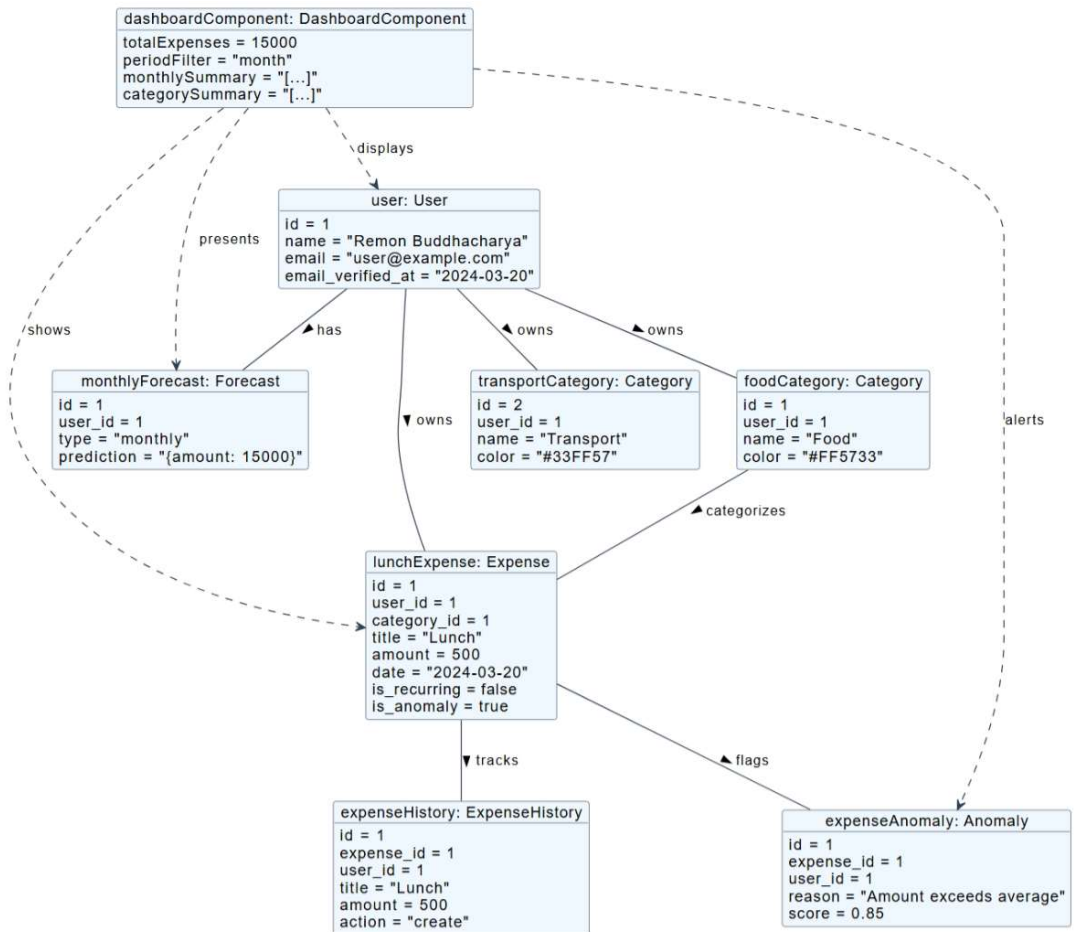 dashboardComponent: DashboardComponent
totalExpenses = 15000
periodFilter = "month"
monthlySummary = "[...]"
categorySummary = "[...]"
displays
user: User
id = 1
name = "Remon Buddhacharya"
email = "user@example.com"
email_verified_at = "2024-03-20"
presents
shows
has
owns
owns
monthlyForecast: Forecast
id = 1
user_id = 1
type = "monthly"
prediction = "{amount: 15000}"
owns
transportCategory: Category
id = 2
user_id = 1
name = "Transport"
color = "#33FF57"
foodCategory: Category
id = 1
user_id = 1
name = "Food"
color = "#FF5733"
alerts
categorizes
lunchExpense: Expense
id = 1
user_id = 1
category_id = 1
title = "Lunch"
amount = 500
date = "2024-03-20"
is_recurring = false
is_anomaly = true
tracks
flags
expenseHistory: ExpenseHistory
id = 1
expense_id = 1
user_id = 1
title = "Lunch"
amount = 500
action = "create"
expenseAnomaly: Anomaly
id = 1
expense_id = 1
user_id = 1
reason = "Amount exceeds average"
score = 0.85